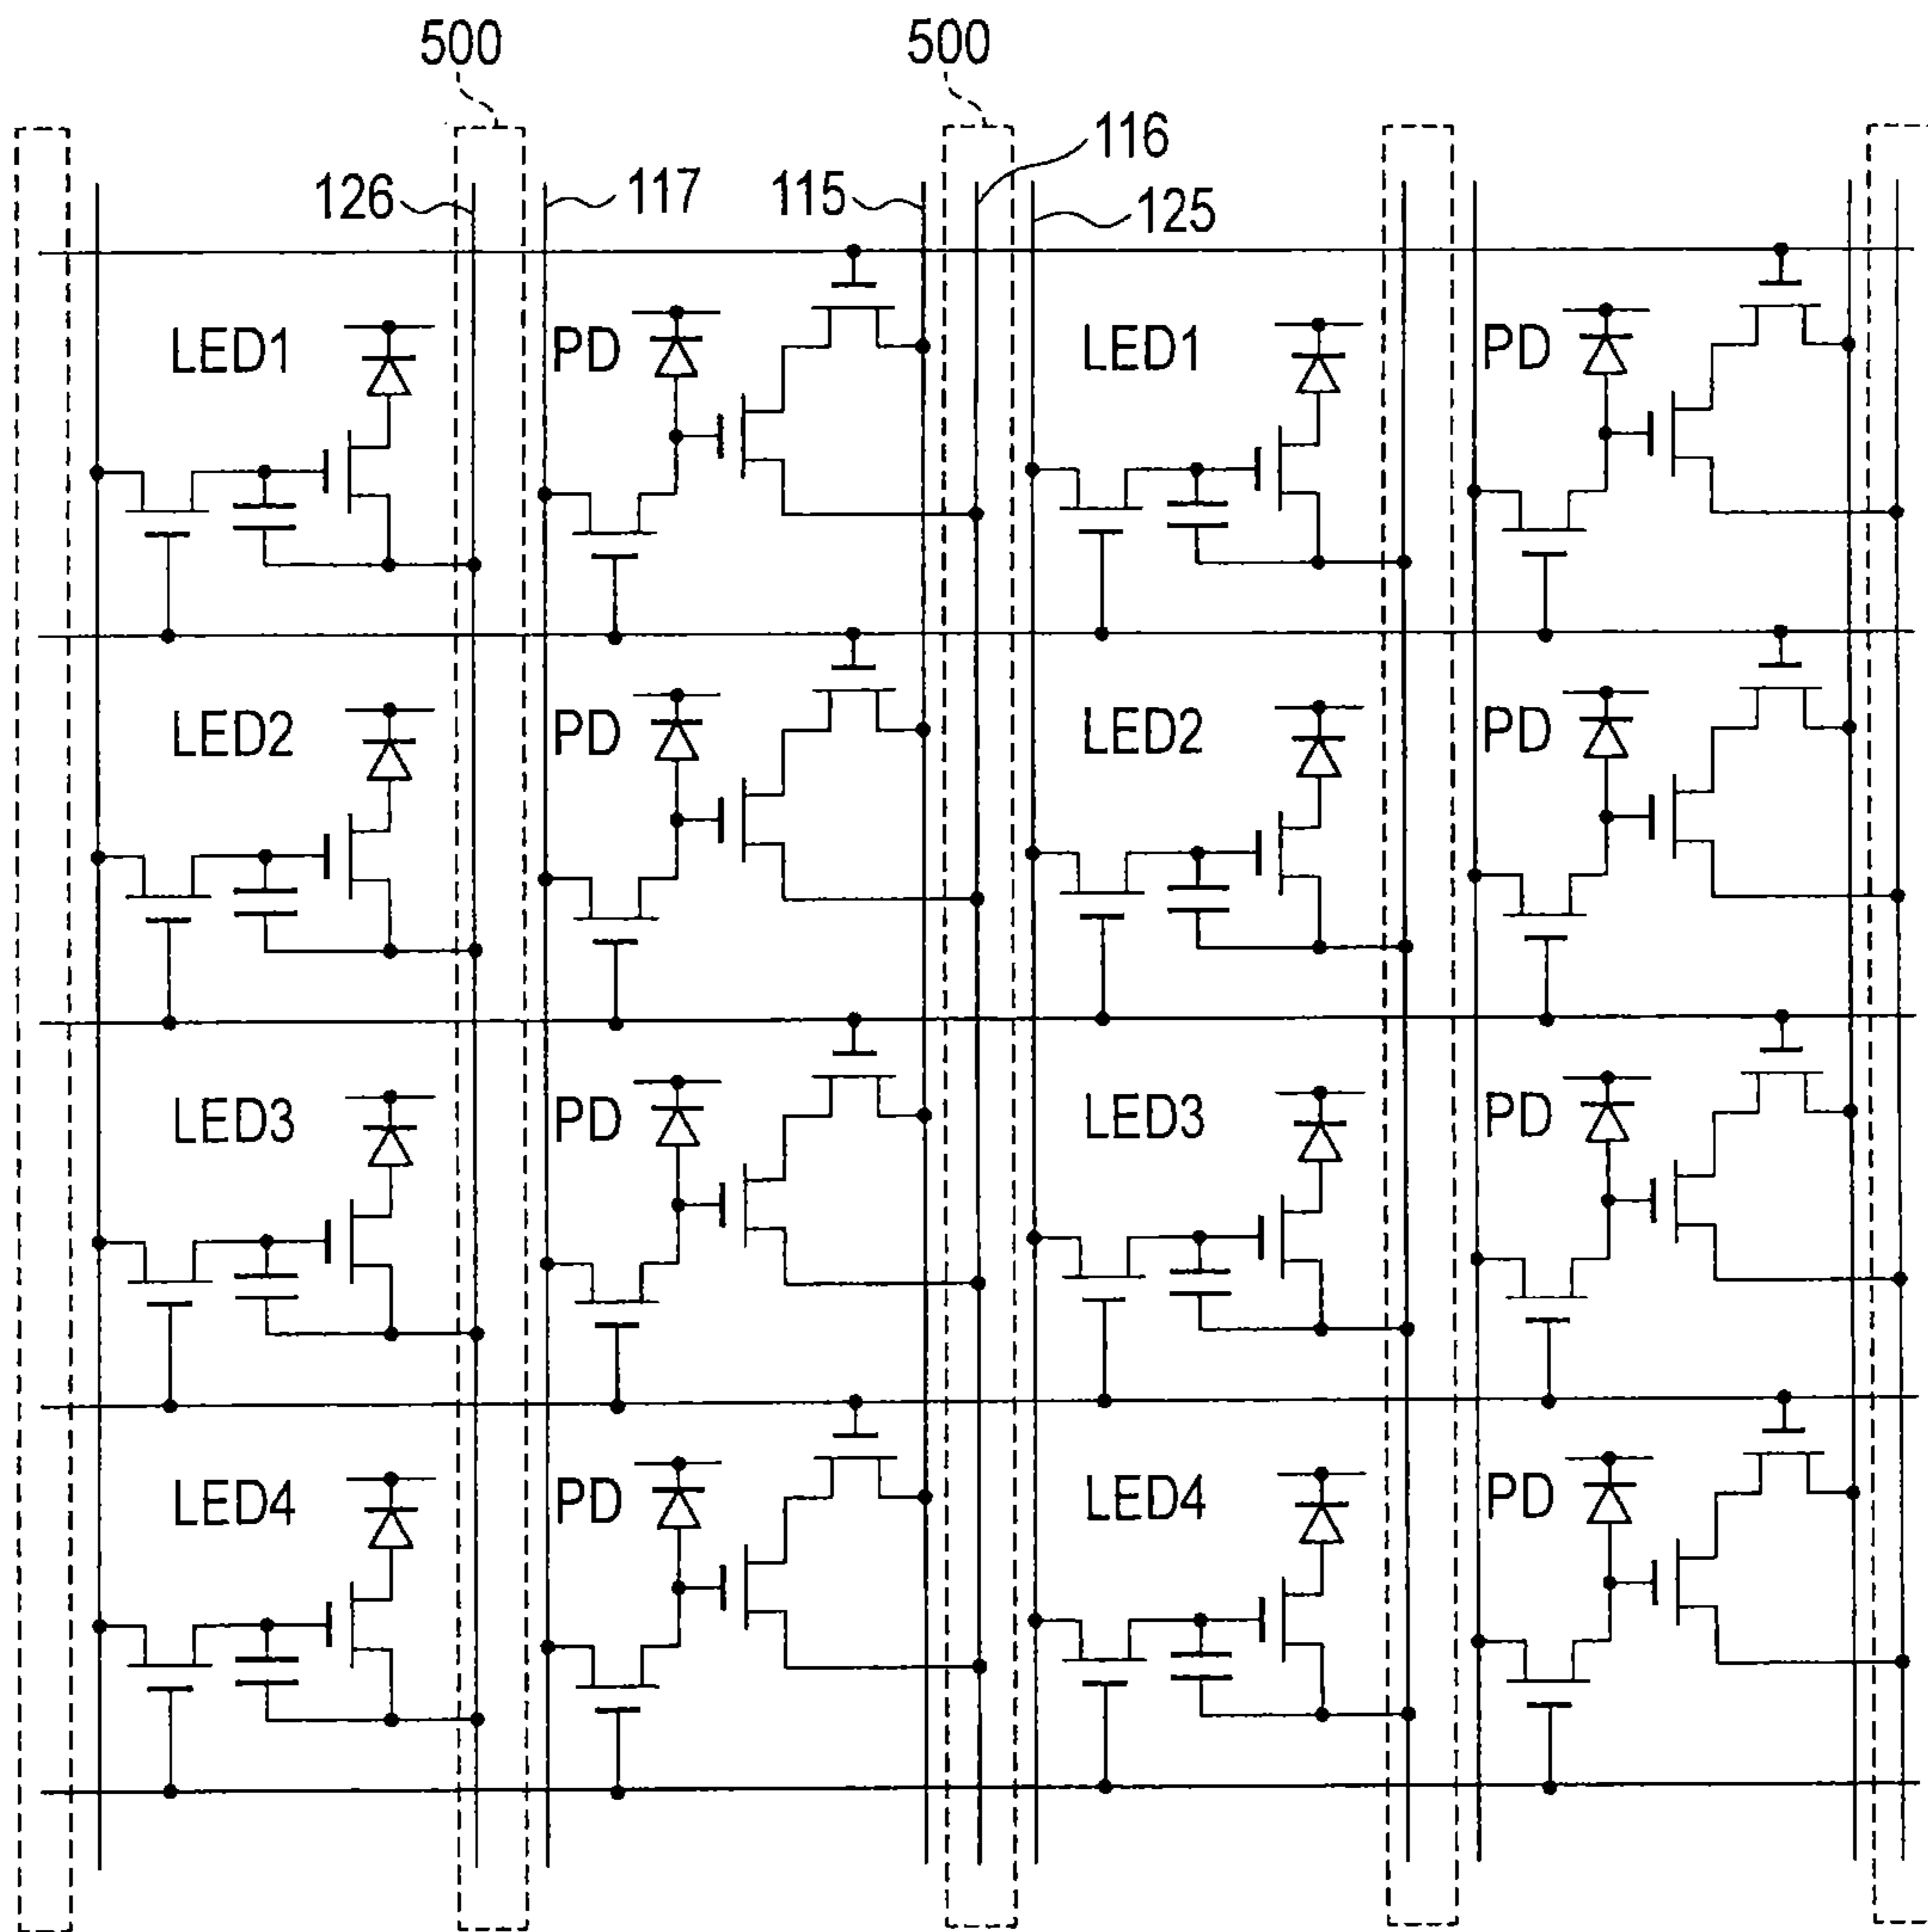 500 500
116
126 117 115 125
LED1 PD LED1 PD
LED2 PD LED2 PD
LED3 PD LED3 PD
LED4 PD LED4 PD